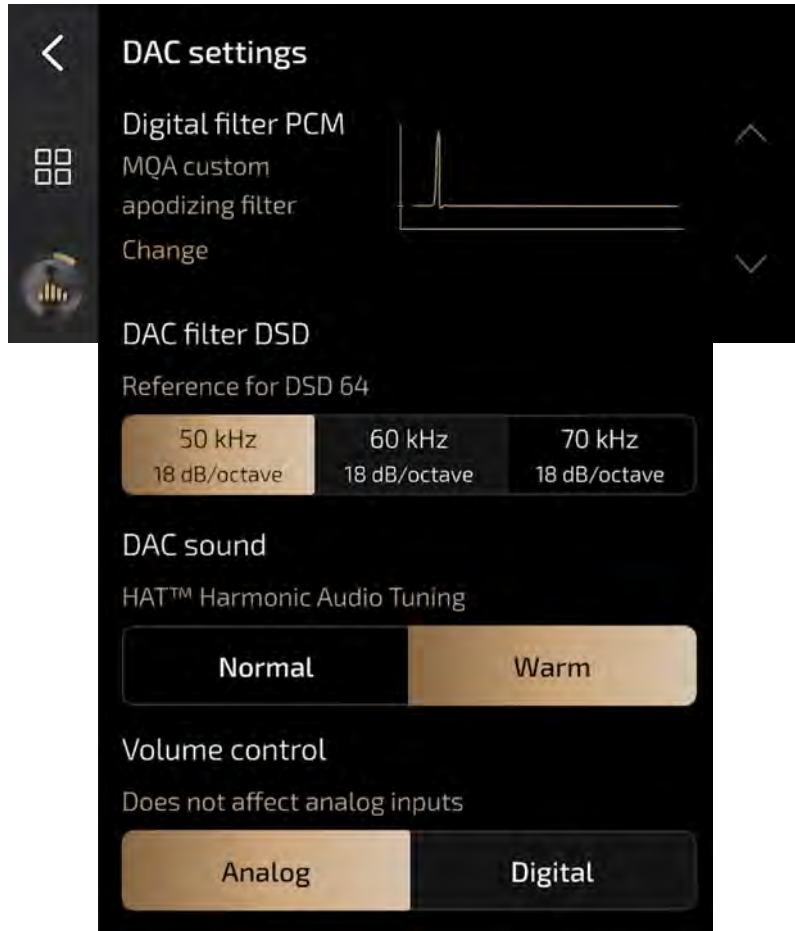 DAC settings
Digital filter PCM
MQA custom
apodizing filter
Change
DAC filter DSD
Reference for DSD 64
50 kHz 60 kHz 70 kHz
18 dB/octave 18 dB/octave 18 dB/octave
DAC sound
HAT™ Harmonic Audio Tuning
Normal Warm
Volume control
Does not affect analog inputs
Analog Digital